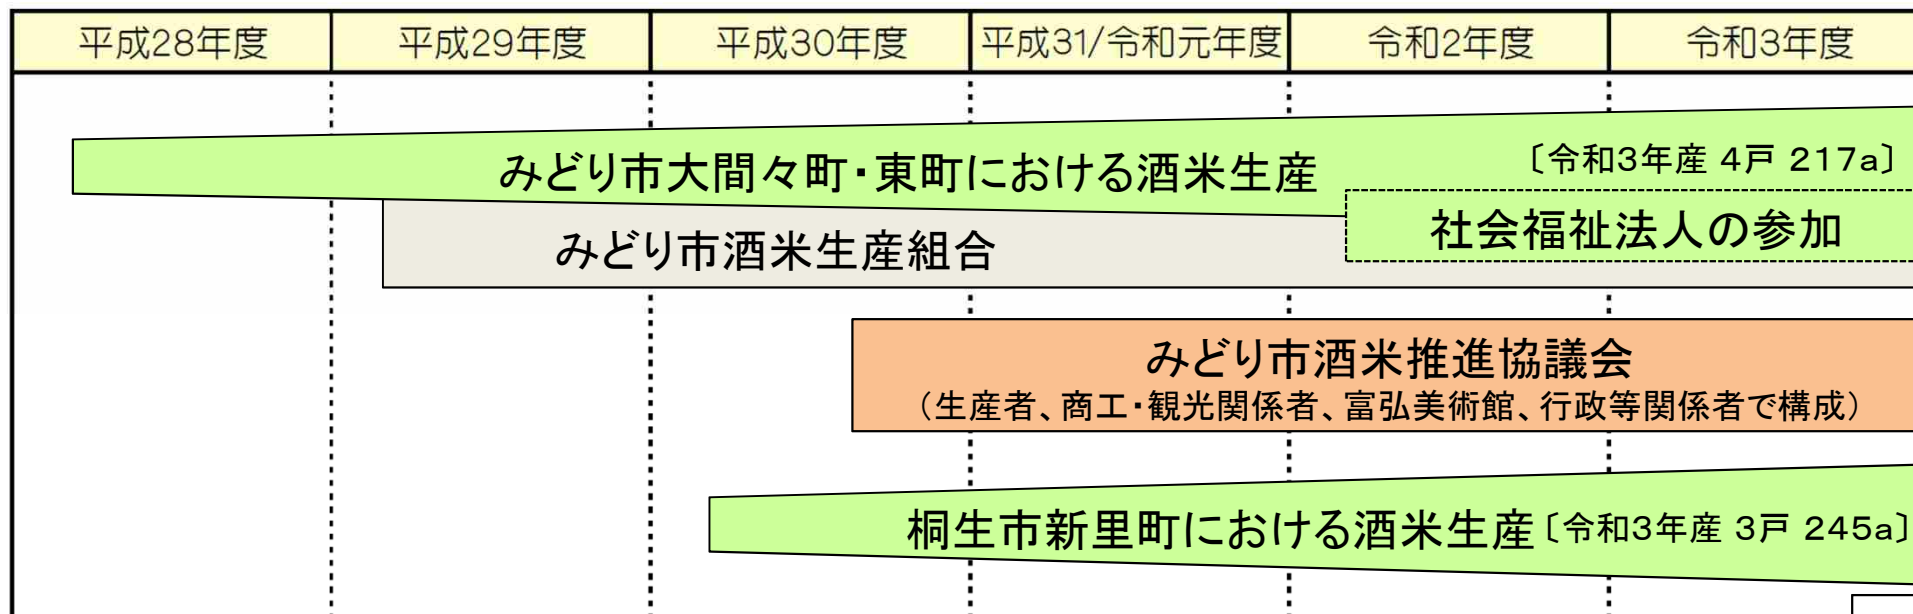 平成28年度 平成29年度 平成30年度 平成31/令和元年度 令和2年度 令和3年度
みどり市大間々町・東町における酒米生産 〔令和3年産 4戸 217a〕
社会福祉法人の参加
みどり市酒米生産組合
みどり市酒米推進協議会
（生産者、商工・観光関係者、富弘美術館、行政等関係者で構成）
桐生市新里町における酒米生産〔令和3年産 3戸 245a〕